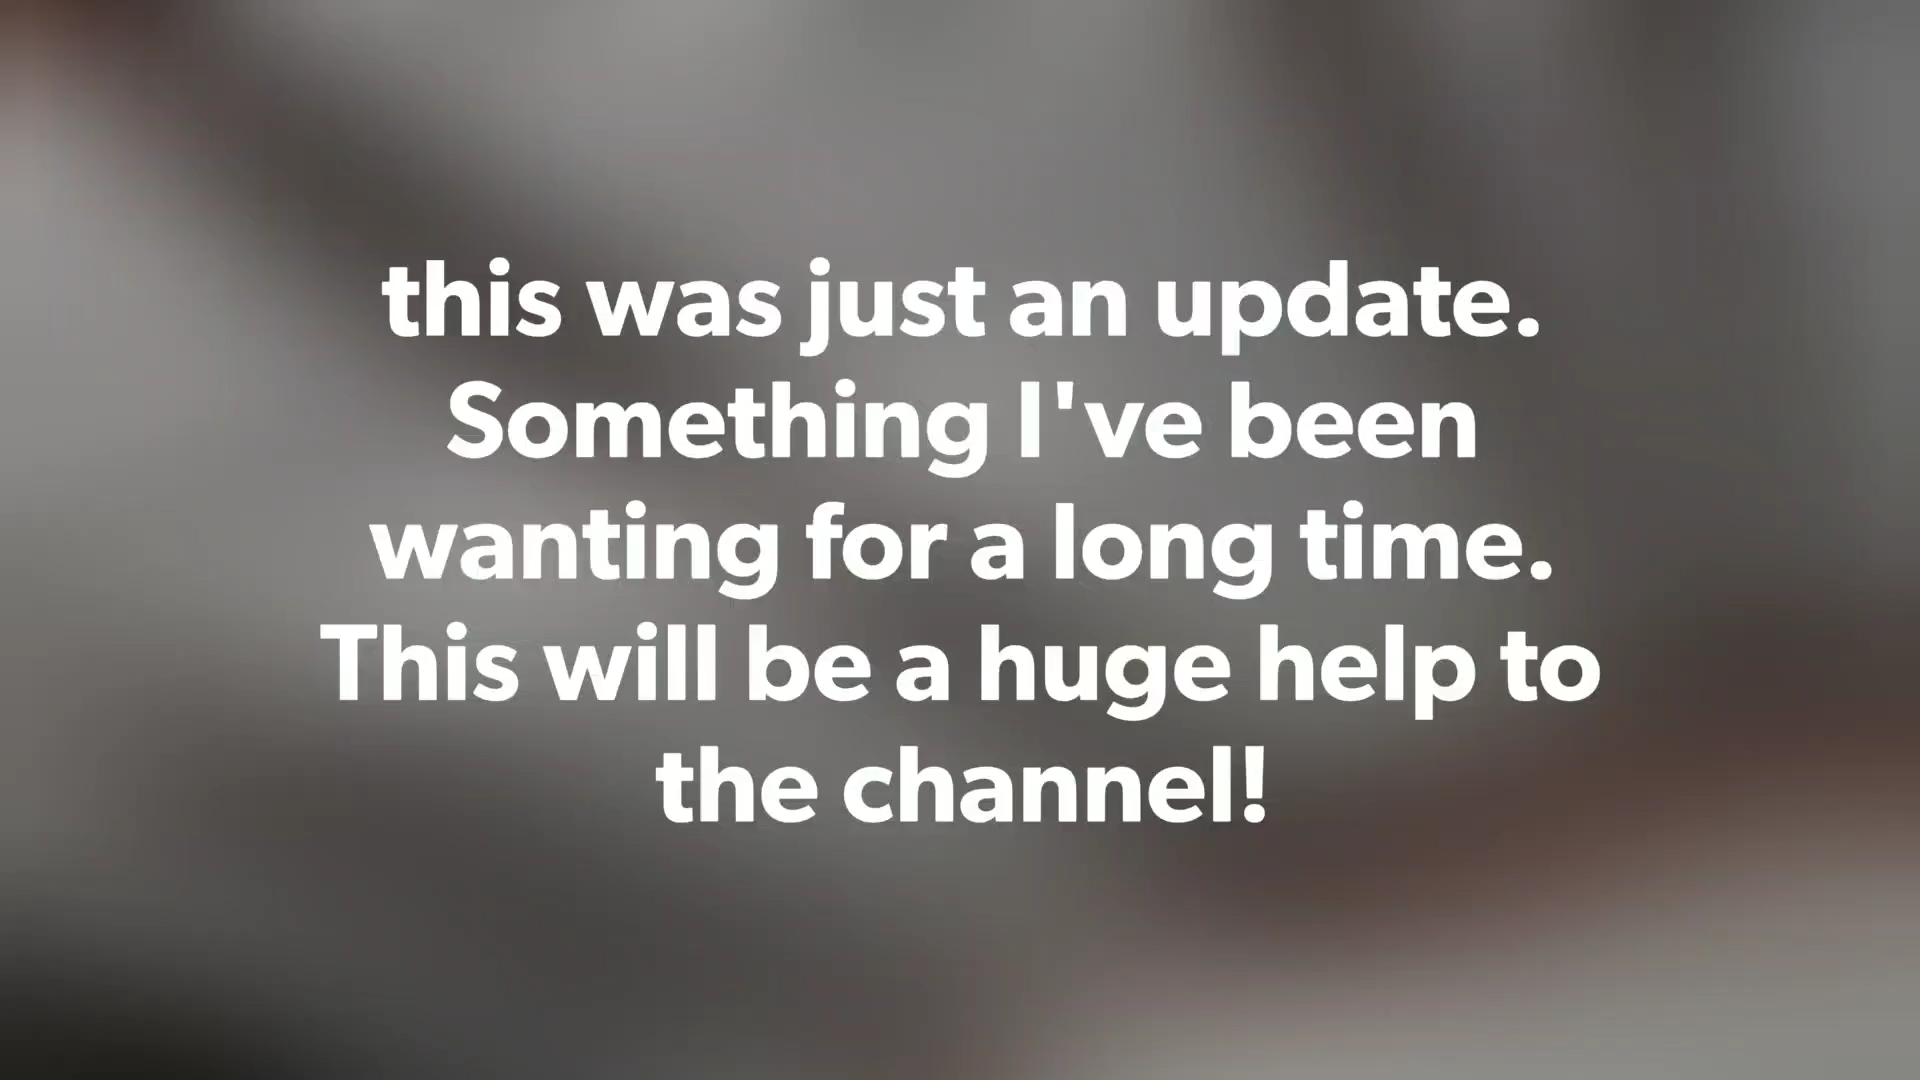 this was just an update.
Something I've been
wanting for a long time.
This will be a huge help to
the channel!